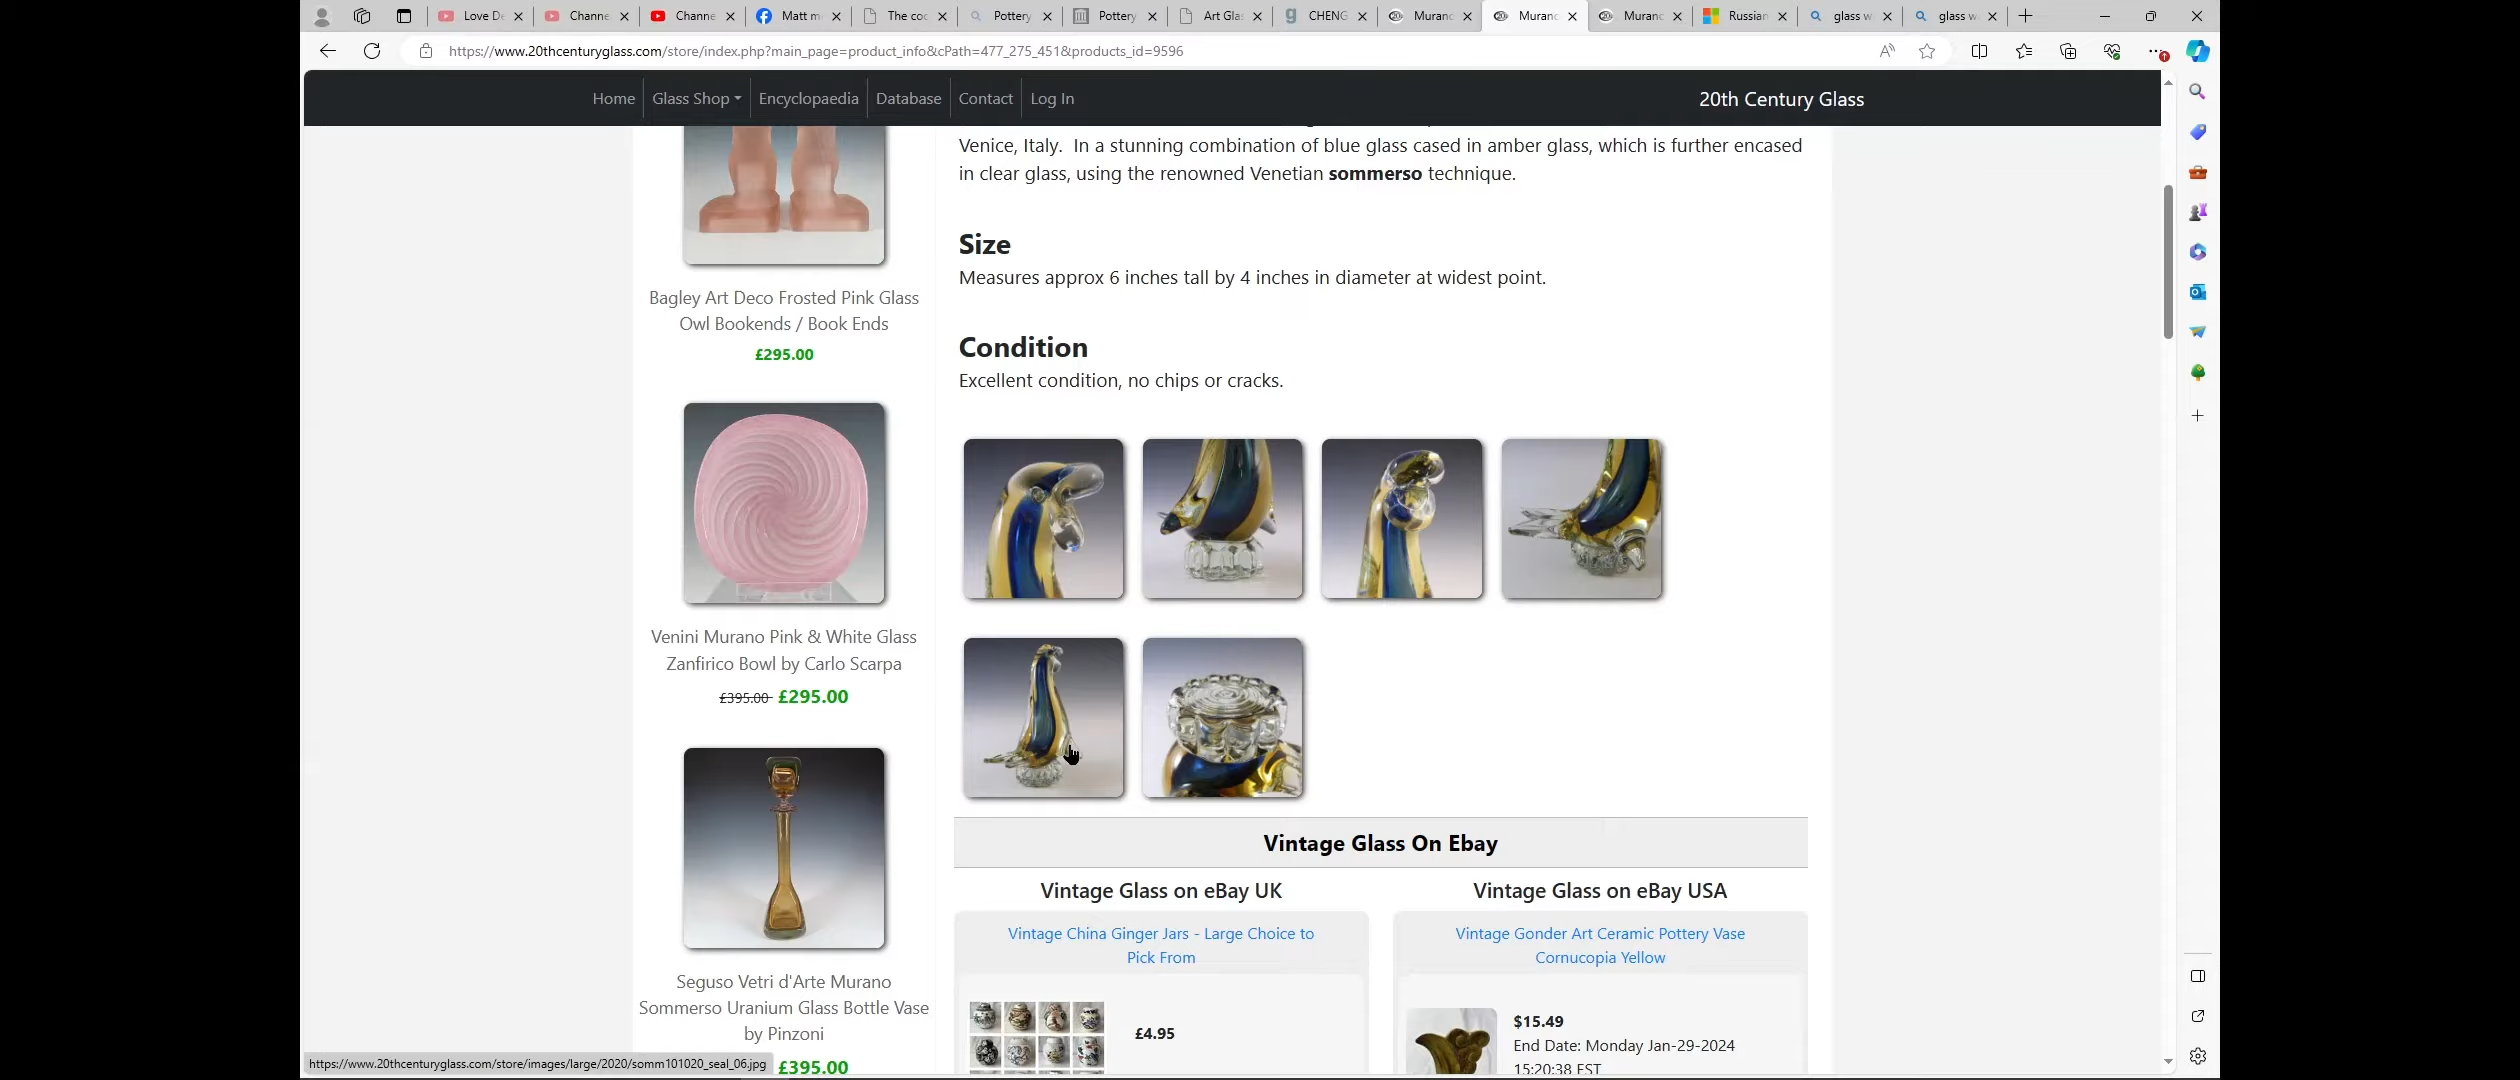 Love De
Channe
Channe
Matt m
The coc
Pottery
Pottery
Art Glas
CHENG
Muranc
Muranc
Muranc
Russian
glass w
glass w
https://www.20thcenturyglass.com/store/index.php?main_page=product_info&cPath=477_275_451&products_id=9596
Home
Glass Shop
Encyclopaedia
Database
Contact
Log In
20th Century Glass
Venice, Italy. In a stunning combination of blue glass cased in amber glass, which is further encased
in clear glass, using the renowned Venetian sommerso technique.
Size
Measures approx 6 inches tall by 4 inches in diameter at widest point.
Condition
Excellent condition, no chips or cracks.
Bagley Art Deco Frosted Pink Glass
Owl Bookends / Book Ends
£295.00
Venini Murano Pink & White Glass
Zanfirico Bowl by Carlo Scarpa
£395.00 £295.00
Seguso Vetri d'Arte Murano
Sommerso Uranium Glass Bottle Vase
by Pinzoni
£395.00
Vintage Glass On Ebay
Vintage Glass on eBay UK
Vintage China Ginger Jars - Large Choice to
Pick From
£4.95
Vintage Glass on eBay USA
Vintage Gonder Art Ceramic Pottery Vase
Cornucopia Yellow
$15.49
End Date: Monday Jan-29-2024
15:20:38 EST
https://www.20thcenturyglass.com/store/images/large/2020/somm101020_seal_06.jpg